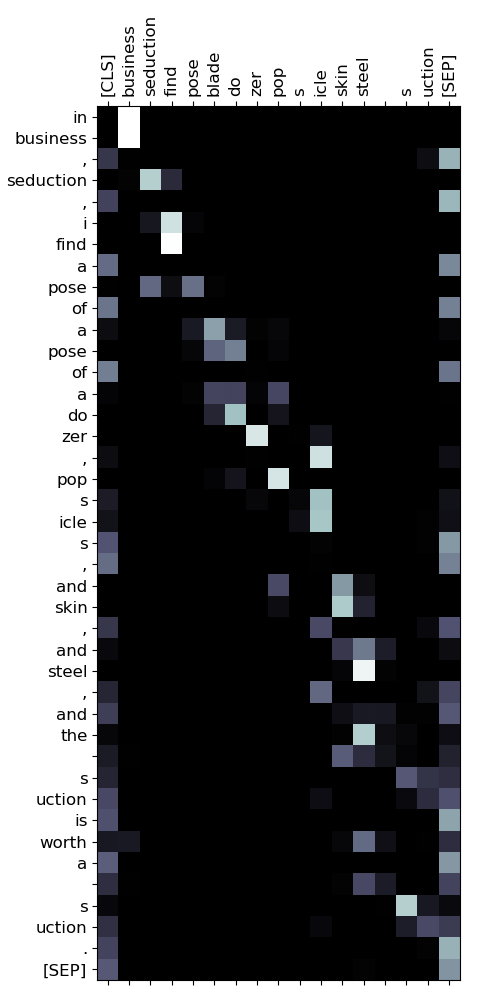 [CLS]
business
seduction
find
pose
blade
do
zer
pop
s
icle
skin
steel
s
uction
[SEP]
in
business
,
seduction
,
i
find
a
pose
of
a
pose
of
a
do
zer
,
pop
s
icle
s
,
and
skin
,
and
steel
,
and
the
s
uction
is
worth
a
s
uction
.
[SEP]